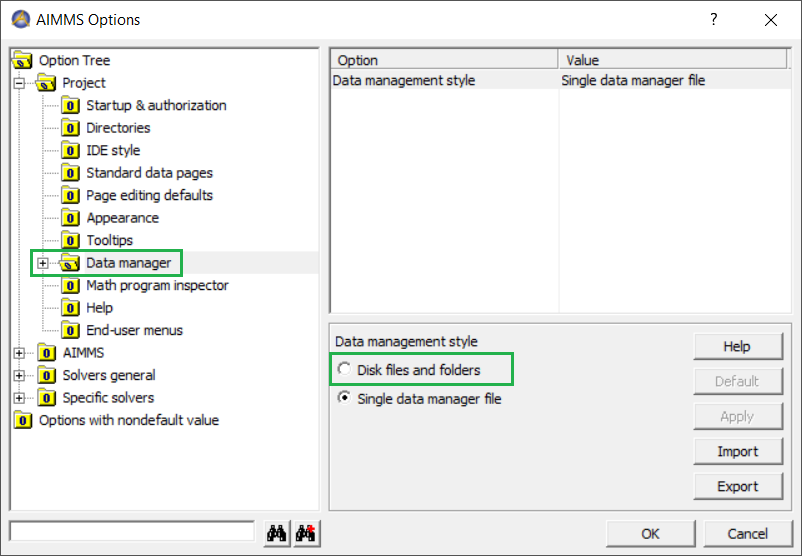 AIMMS Options
?
Option Tree
Project
Startup & authorization
Directories
IDE style
Standard data pages
Page editing defaults
Appearance
Tooltips
Data manager
Math program inspector
Help
End-user menus
AIMMS
Solvers general
Specific solvers
Options with nondefault value
Option Value
Data management style Single data manager file
Data management style
Disk files and folders
Single data manager file
Help
Default
Apply
Import
Export
OK Cancel